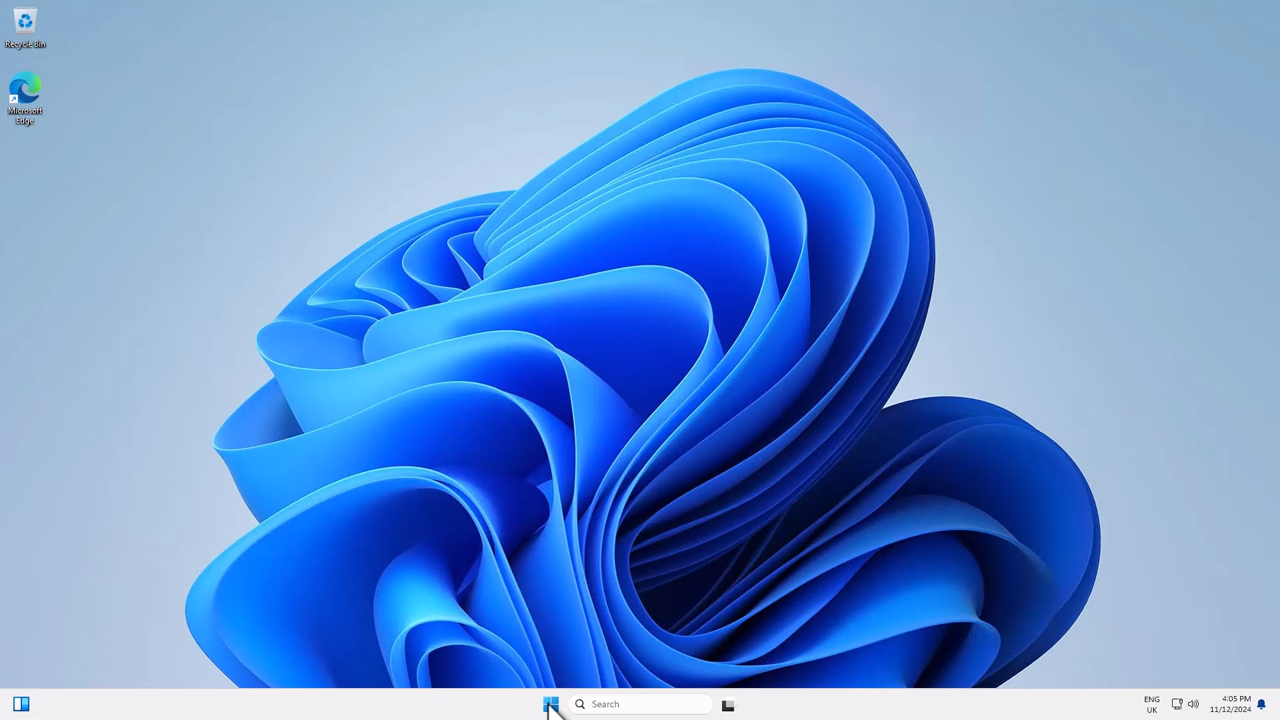 Recycle Bin
Microsoft
Edge
Search
ENG
UK
4:05 PM
11/12/2024